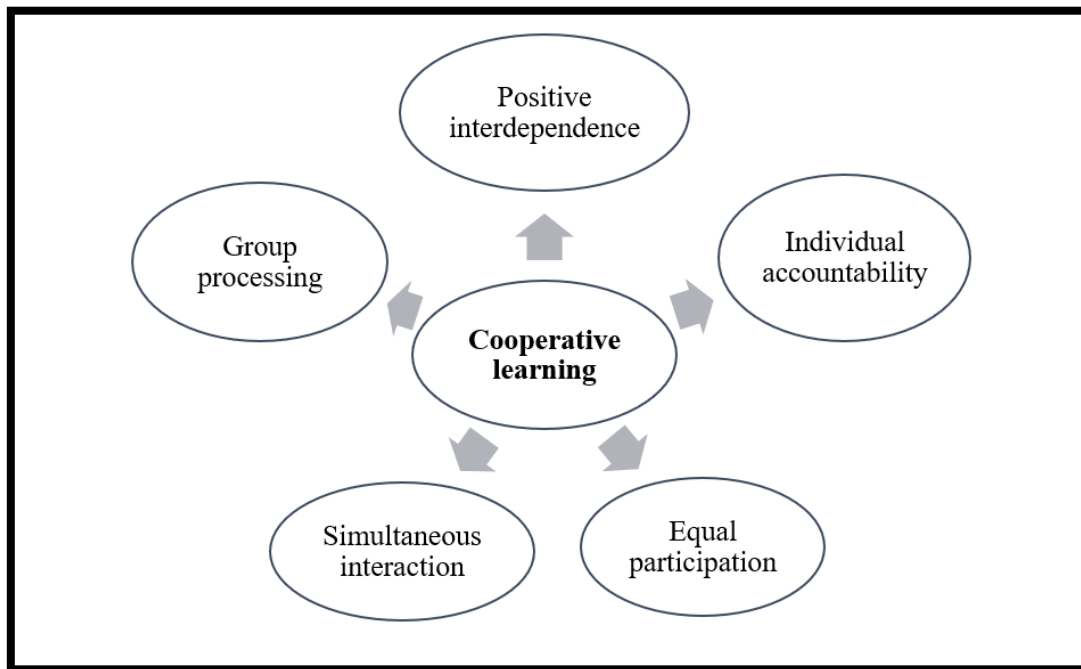 Positive
interdependence
Group
processing
Individual
accountability
Cooperative
learning
Simultaneous
interaction
Equal
participation